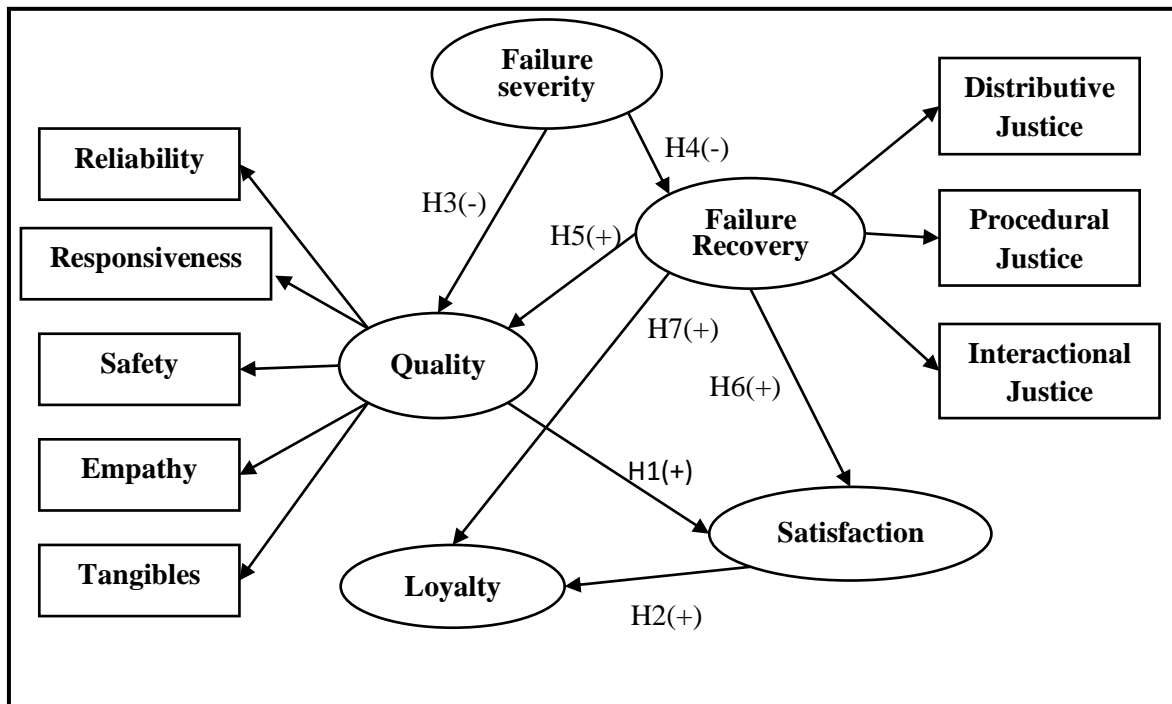 Failure
severity
Distributive
Justice
Reliability
H4(-)
H3(-)
Procedural
Justice
Failure
Recovery
H5(+)
Responsiveness
H7(+)
Interactional
Justice
Safety
Quality
H6(+)
Empathy
H1(+)
Satisfaction
Tangibles
Loyalty
H2(+)